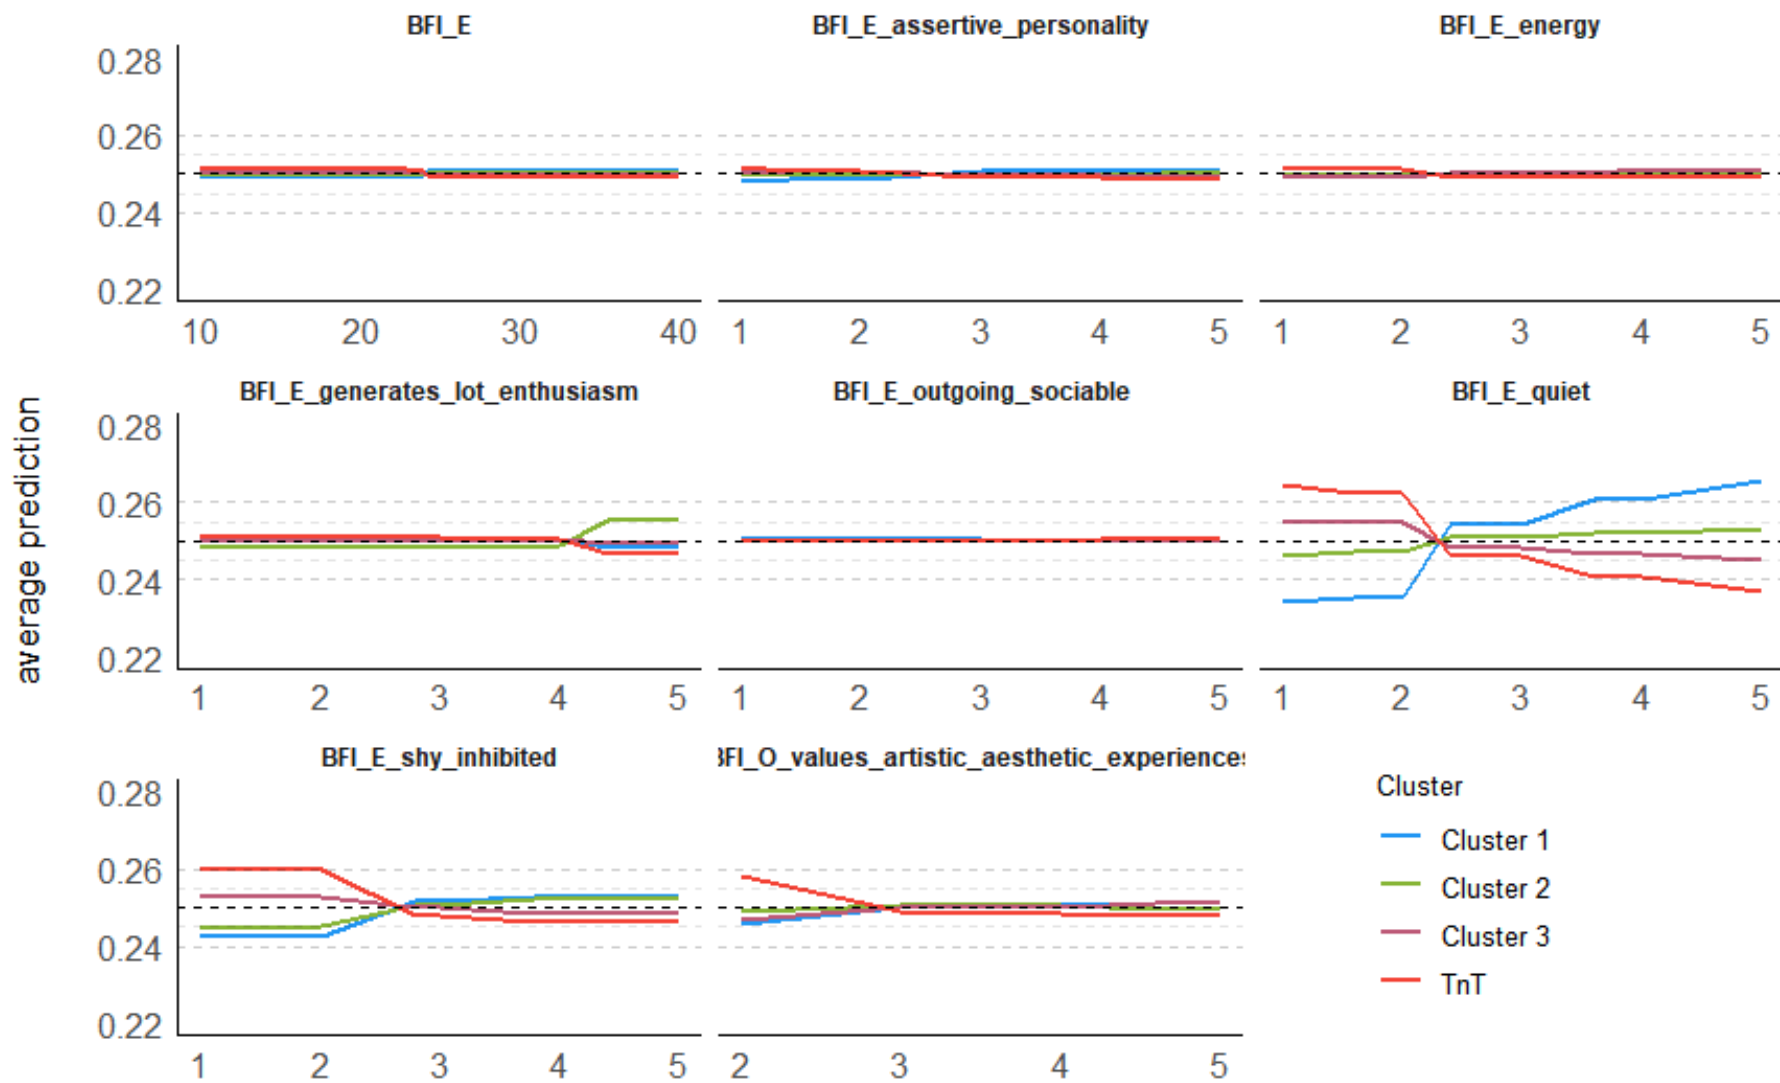 BFI_E
BFI_E_assertive_personality
BFI_E_energy
0.28
0.26
0.24
0.22
10 20 30 40
1 2 3 4 5
1 2 3 4 5
BFI_E_generates_lot_enthusiasm
BFI_E_outgoing_sociable
BFI_E_quiet
average prediction
0.28
0.26
0.24
0.22
1 2 3 4 5
1 2 3 4 5
1 2 3 4 5
BFI_E_shy_inhibited
BFI_O_values_artistic_aesthetic_experiences
0.28
0.26
0.24
0.22
1 2 3 4 5
2 3 4 5
Cluster
Cluster 1
Cluster 2
Cluster 3
TnT